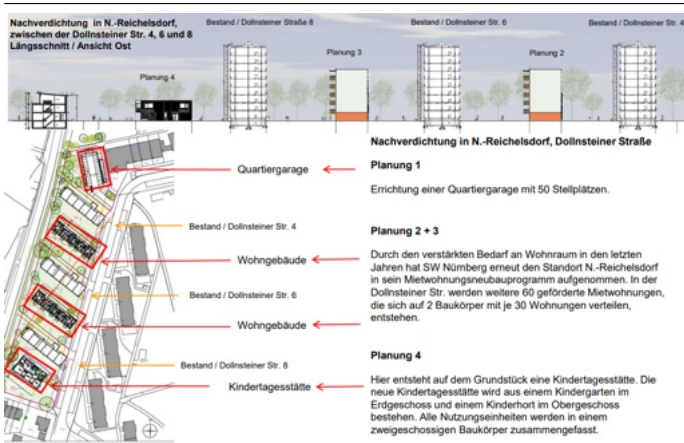 Nachverdichtung in N.-Reichelsdorf,
zwischen der Dollnsteiner Str. 4, 6 und 8
Längsschnitt / Ansicht Ost
Bestand / Dollnsteiner Straße 8
Bestand / Dollnsteiner Str. 6
Bestand / Dollnsteiner Str. 4
Planung 4
Planung 3
Planung 2
Quartiergarage
Bestand / Dollnsteiner Str. 4
Wohngebäude
Bestand / Dollnsteiner Str. 6
Wohngebäude
Bestand / Dollnsteiner Str. 8
Kindertagesstätte
Nachverdichtung in N.-Reichelsdorf, Dollnsteiner Straße
Planung 1
Errichtung einer Quartiergarage mit 50 Stellplätzen.
Planung 2 + 3
Durch den verstärkten Bedarf an Wohnraum in den letzten
Jahren hat SW Nürnberg erneut den Standort N.-Reichelsdorf
in sein Mietwohnungsneubauprogramm aufgenommen. In der
Dollnsteiner Str. werden weitere 60 geförderte Mietwohnungen,
die sich auf 2 Baukörper mit je 30 Wohnungen verteilen,
entstehen.
Planung 4
Hier entsteht auf dem Grundstück eine Kindertagesstätte. Die
neue Kindertagesstätte wird aus einem Kindergarten im
Erdgeschoss und einem Kinderhort im Obergeschoss
bestehen. Alle Nutzungseinheiten werden in einem
zweigeschossigen Baukörper zusammengefasst.